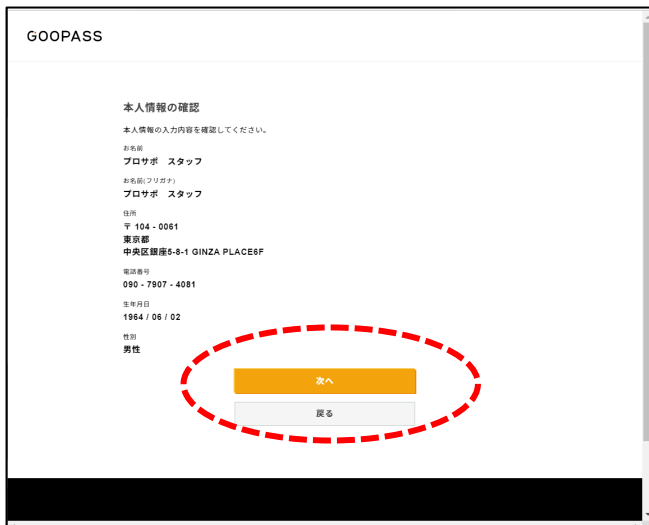 GOOPASS
本人情報の確認
本人情報の入力内容を確認してください。
お名前
プロサポ　スタッフ
お名前(フリガナ)
プロサポ　スタッフ
住所
〒 104 - 0061
東京都
中央区銀座5-8-1 GINZA PLACE6F
電話番号
090 - 7907 - 4081
生年月日
1964 / 06 / 02
性別
男性
次へ
戻る